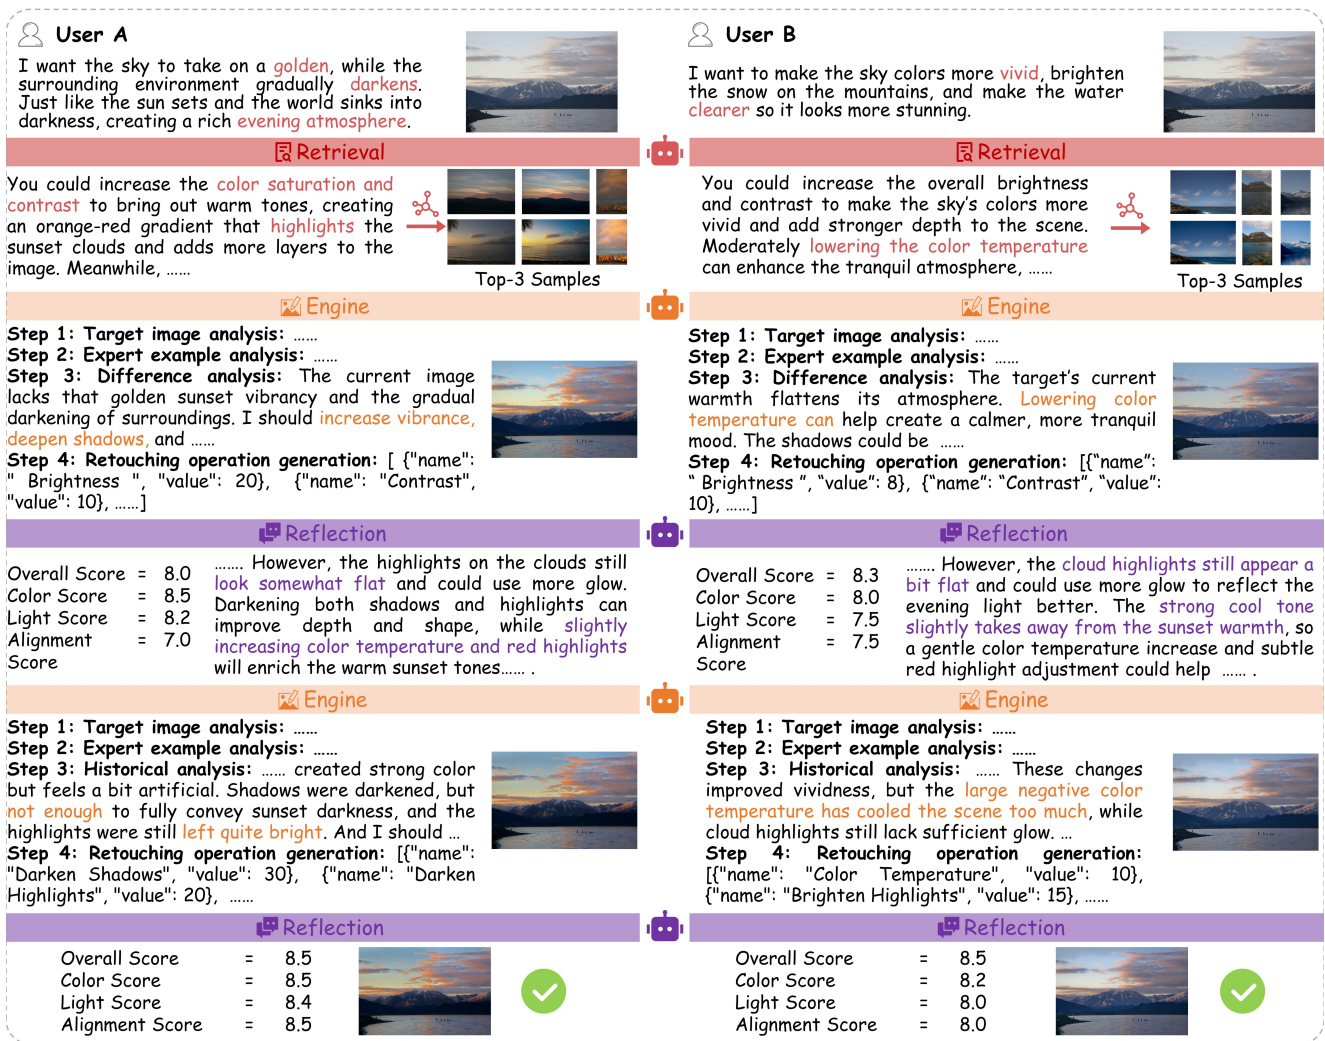 User A
I want the sky to take on a golden, while the
surrounding environment gradually darkens.
Just like the sun sets and the world sinks into
darkness, creating a rich evening atmosphere.
Retrieval
You could increase the color saturation and
contrast to bring out warm tones, creating
an orange-red gradient that highlights the
sunset clouds and adds more layers to the
image. Meanwhile, ......
Top-3 Samples
Engine
Step 1: Target image analysis: ......
Step 2: Expert example analysis: ......
Step 3: Difference analysis: The current image
lacks that golden sunset vibrancy and the gradual
darkening of surroundings. I should increase vibrance,
deepen shadows, and ......
Step 4: Retouching operation generation: [ {"name":
" Brightness ", "value": 20}, {"name": "Contrast",
"value": 10}, ......]
Reflection
Overall Score = 8.0
Color Score = 8.5
Light Score = 8.2
Alignment = 7.0
Score
....... However, the highlights on the clouds still
look somewhat flat and could use more glow.
Darkening both shadows and highlights can
improve depth and shape, while slightly
increasing color temperature and red highlights
will enrich the warm sunset tones...... .
Engine
Step 1: Target image analysis: ......
Step 2: Expert example analysis: ......
Step 3: Historical analysis: ...... created strong color
but feels a bit artificial. Shadows were darkened, but
not enough to fully convey sunset darkness, and the
highlights were still left quite bright. And I should ...
Step 4: Retouching operation generation: [{"name":
"Darken Shadows", "value": 30}, {"name": "Darken
Highlights", "value": 20}, ......
Reflection
Overall Score = 8.5
Color Score = 8.5
Light Score = 8.4
Alignment Score = 8.5
User B
I want to make the sky colors more vivid, brighten
the snow on the mountains, and make the water
clearer so it looks more stunning.
Retrieval
You could increase the overall brightness
and contrast to make the sky's colors more
vivid and add stronger depth to the scene.
Moderately lowering the color temperature
can enhance the tranquil atmosphere, ......
Top-3 Samples
Engine
Step 1: Target image analysis: ......
Step 2: Expert example analysis: ......
Step 3: Difference analysis: The target's current
warmth flattens its atmosphere. Lowering color
temperature can help create a calmer, more tranquil
mood. The shadows could be ......
Step 4: Retouching operation generation: [{“name”:
“ Brightness ”, “value”: 8}, {“name”: “Contrast”, “value”:
10}, ......]
Reflection
Overall Score = 8.3
Color Score = 8.0
Light Score = 7.5
Alignment = 7.5
Score
....... However, the cloud highlights still appear a
bit flat and could use more glow to reflect the
evening light better. The strong cool tone
slightly takes away from the sunset warmth, so
a gentle color temperature increase and subtle
red highlight adjustment could help ...... .
Engine
Step 1: Target image analysis: ......
Step 2: Expert example analysis: ......
Step 3: Historical analysis: ...... These changes
improved vividness, but the large negative color
temperature has cooled the scene too much, while
cloud highlights still lack sufficient glow. ...
Step 4: Retouching operation generation:
[{"name": "Color Temperature", "value": 10},
{"name": "Brighten Highlights", "value": 15}, ......
Reflection
Overall Score = 8.5
Color Score = 8.2
Light Score = 8.0
Alignment Score = 8.0